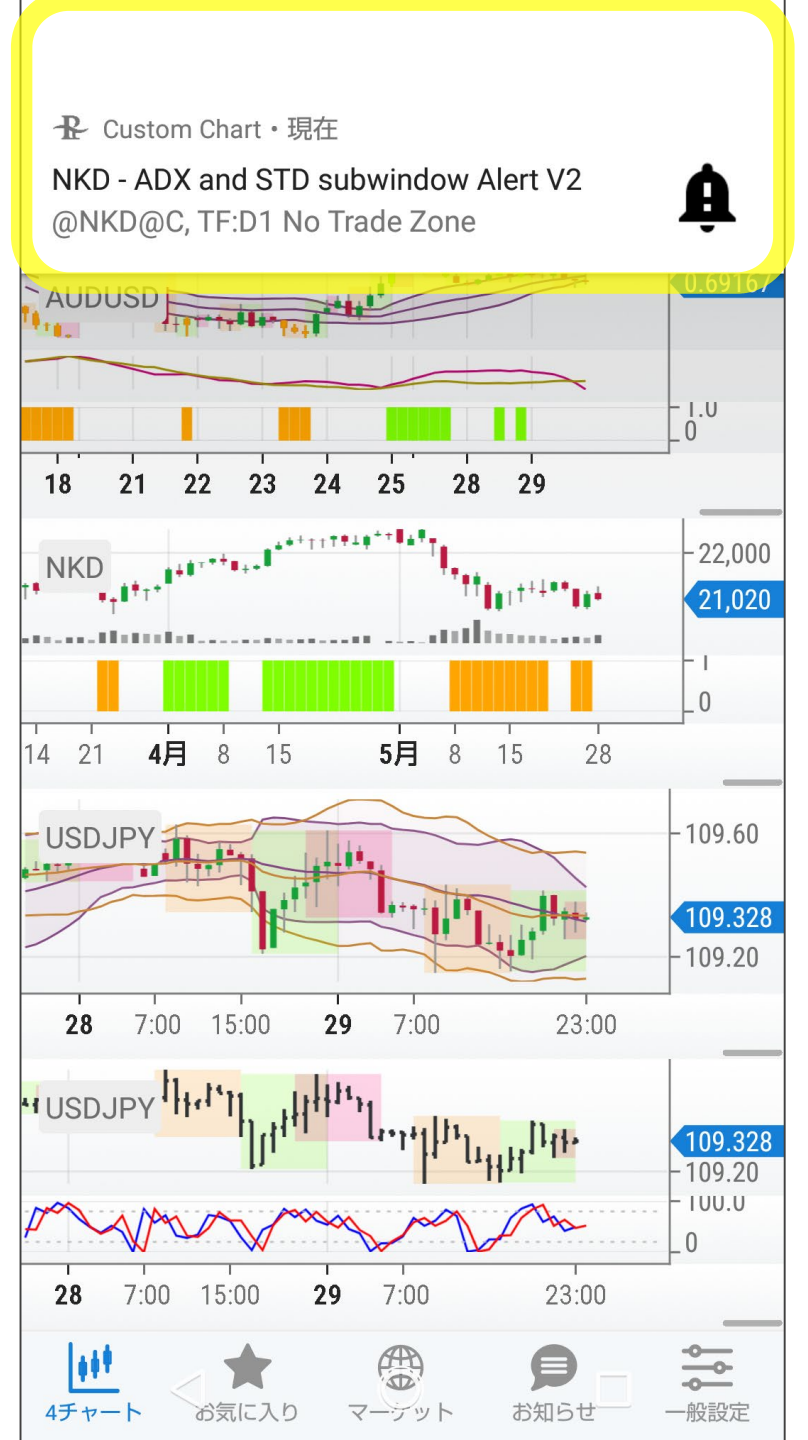 Custom Chart • 現在
NKD - ADX and STD subwindow Alert V2
@NKD@C, TF:D1 No Trade Zone
AUDUSD
0.69167
1.0
0
18 21 22 23 24 25 28 29
NKD
22,000
21,020
1
0
14 21 4月 8 15 5月 8 15 28
USDJPY
109.60
109.328
109.20
28 7:00 15:00 29 7:00 23:00
USDJPY
109.328
109.20
100.0
0
28 7:00 15:00 29 7:00 23:00
4チャート お気に入り マーケット お知らせ 一般設定